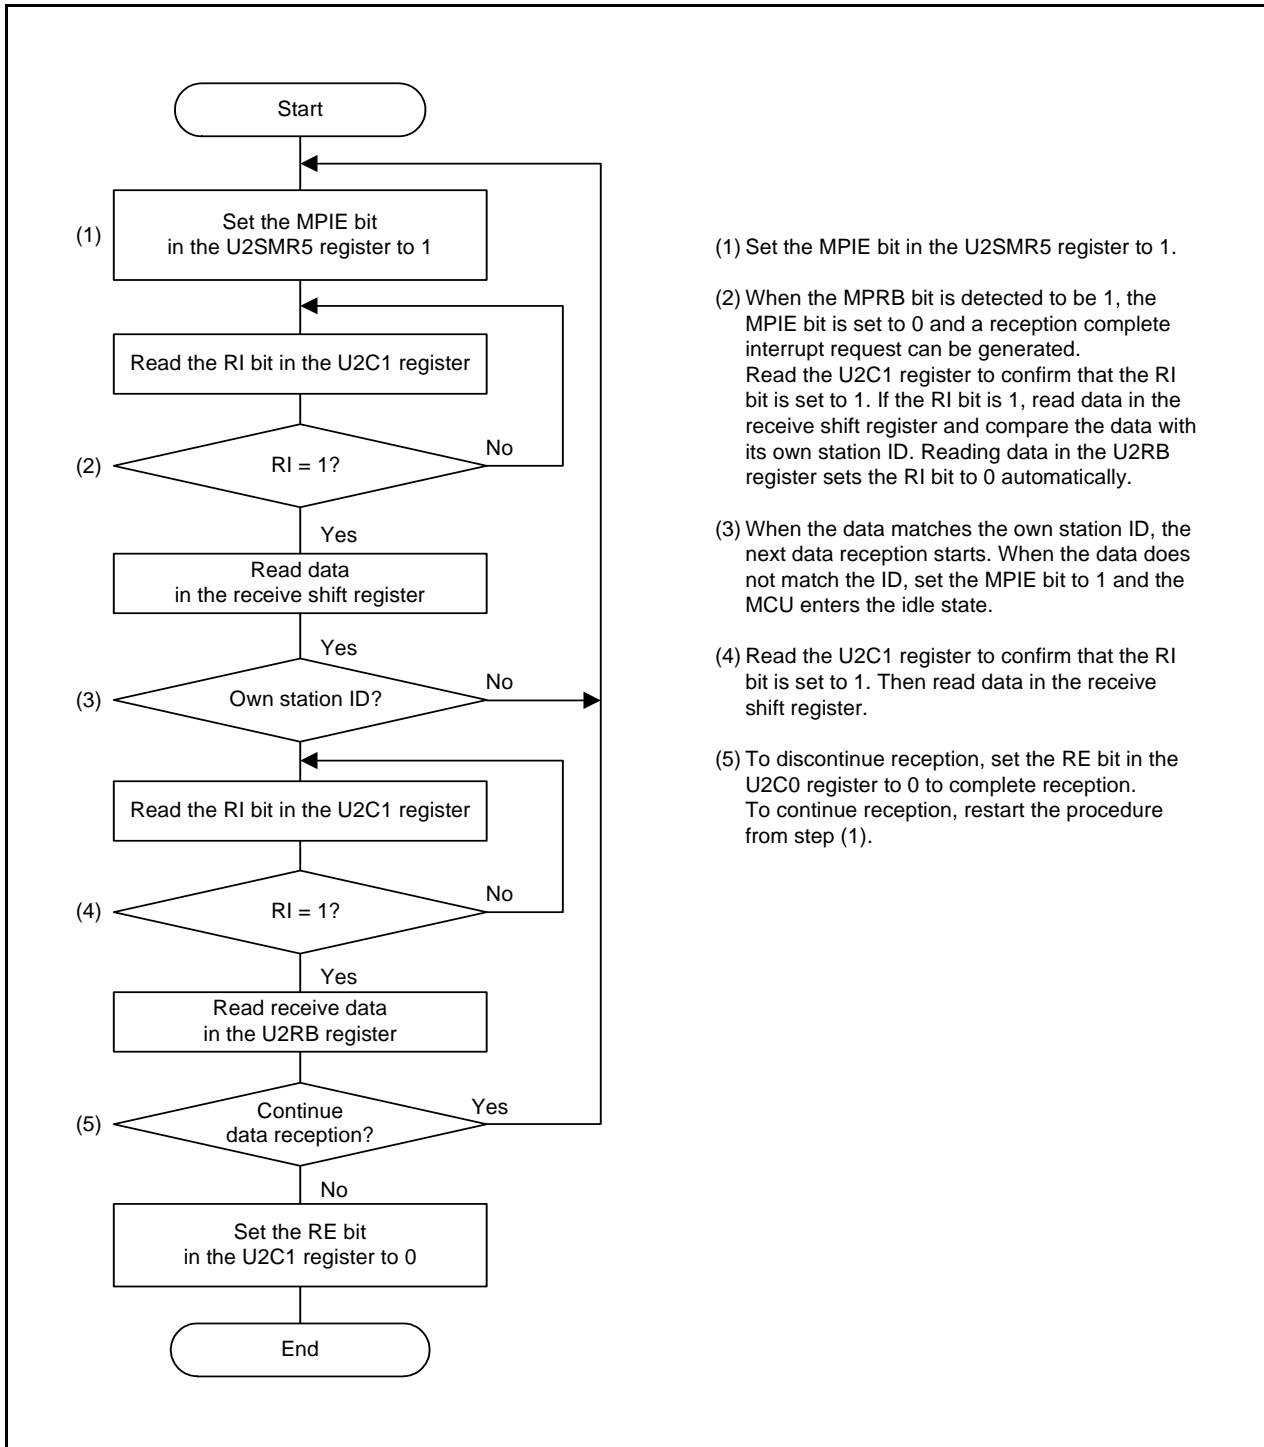 Start
(1)
Set the MPIE bit
in the U2SMR5 register to 1
Read the RI bit in the U2C1 register
(2)
RI = 1?
No
Yes
Read data
in the receive shift register
Yes
(3)
Own station ID?
No
Read the RI bit in the U2C1 register
(4)
RI = 1?
No
Yes
Read receive data
in the U2RB register
(5)
Continue
data reception?
Yes
No
Set the RE bit
in the U2C1 register to 0
End
(1) Set the MPIE bit in the U2SMR5 register to 1.
(2) When the MPRB bit is detected to be 1, the
MPIE bit is set to 0 and a reception complete
interrupt request can be generated.
Read the U2C1 register to confirm that the RI
bit is set to 1. If the RI bit is 1, read data in the
receive shift register and compare the data with
its own station ID. Reading data in the U2RB
register sets the RI bit to 0 automatically.
(3) When the data matches the own station ID, the
next data reception starts. When the data does
not match the ID, set the MPIE bit to 1 and the
MCU enters the idle state.
(4) Read the U2C1 register to confirm that the RI
bit is set to 1. Then read data in the receive
shift register.
(5) To discontinue reception, set the RE bit in the
U2C0 register to 0 to complete reception.
To continue reception, restart the procedure
from step (1).